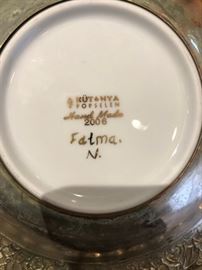 KÜTAHYA
PORSELEN
Hand Made
2006
Fatma.
N.